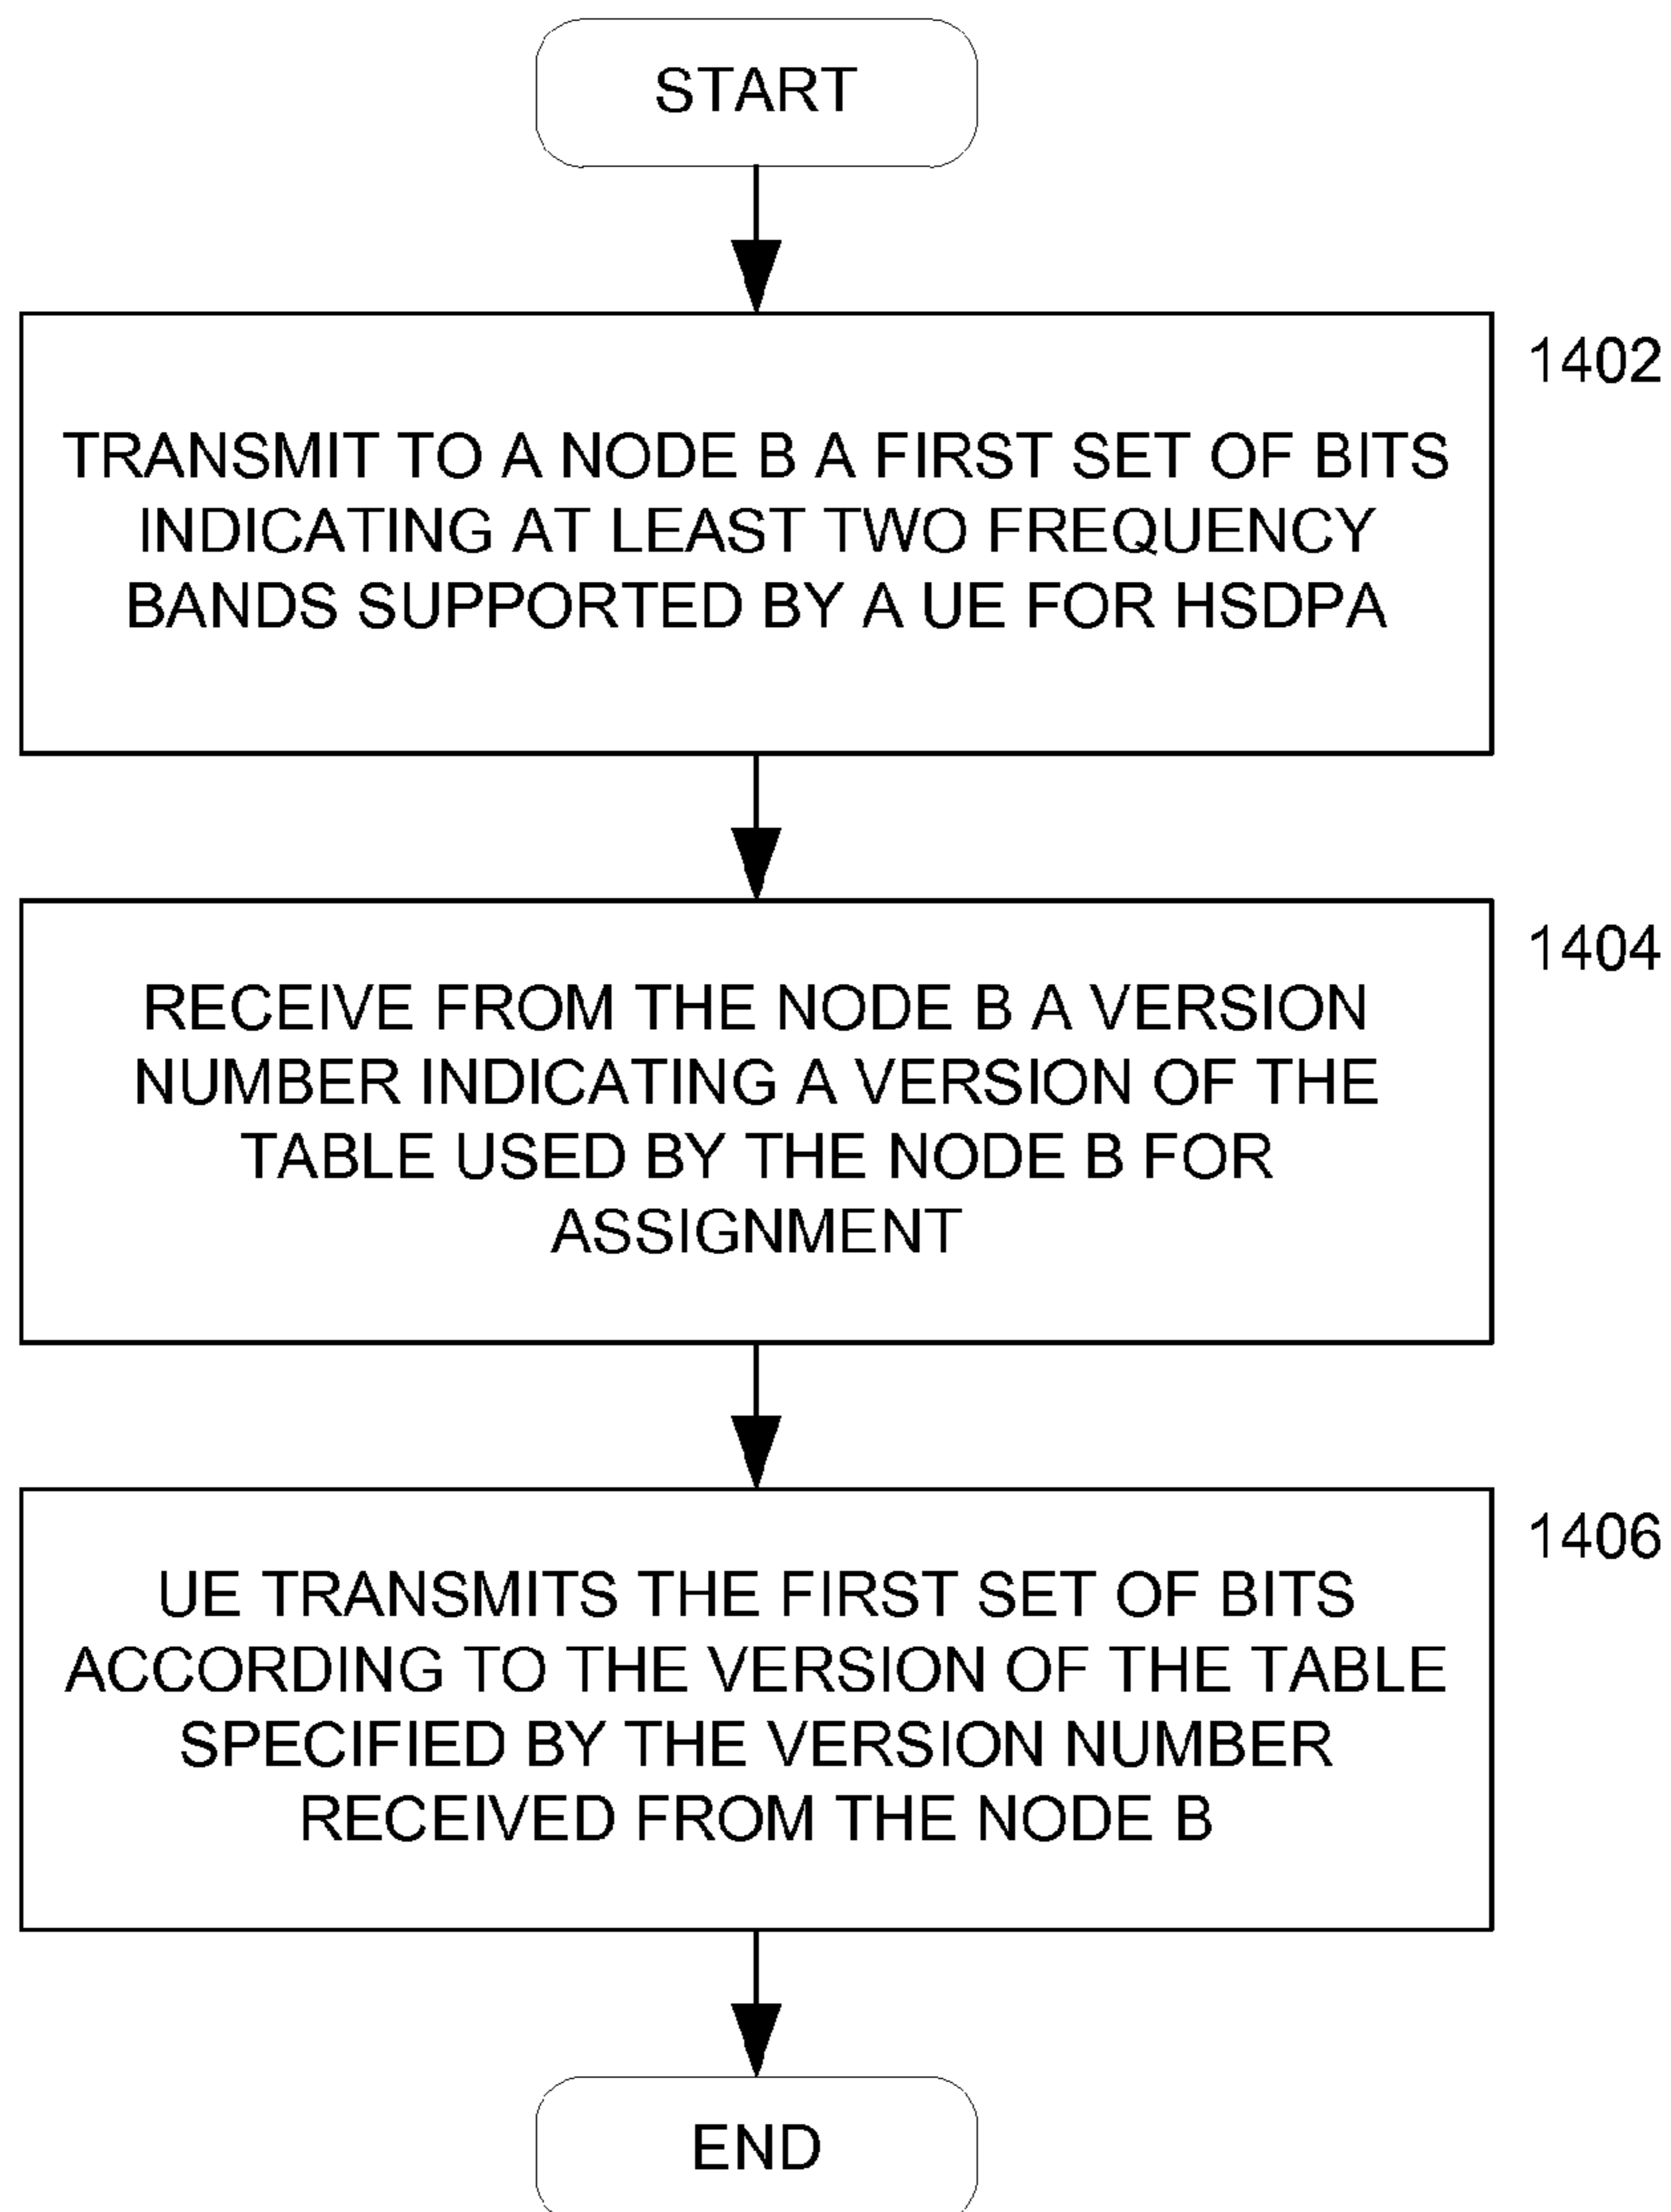 START
1402
TRANSMIT TO A NODE B A FIRST SET OF BITS
INDICATING AT LEAST TWO FREQUENCY
BANDS SUPPORTED BY A UE FOR HSDPA
1404
RECEIVE FROM THE NODE B A VERSION
NUMBER INDICATING A VERSION OF THE
TABLE USED BY THE NODE B FOR
ASSIGNMENT
1406
UE TRANSMITS THE FIRST SET OF BITS
ACCORDING TO THE VERSION OF THE TABLE
SPECIFIED BY THE VERSION NUMBER
RECEIVED FROM THE NODE B
END